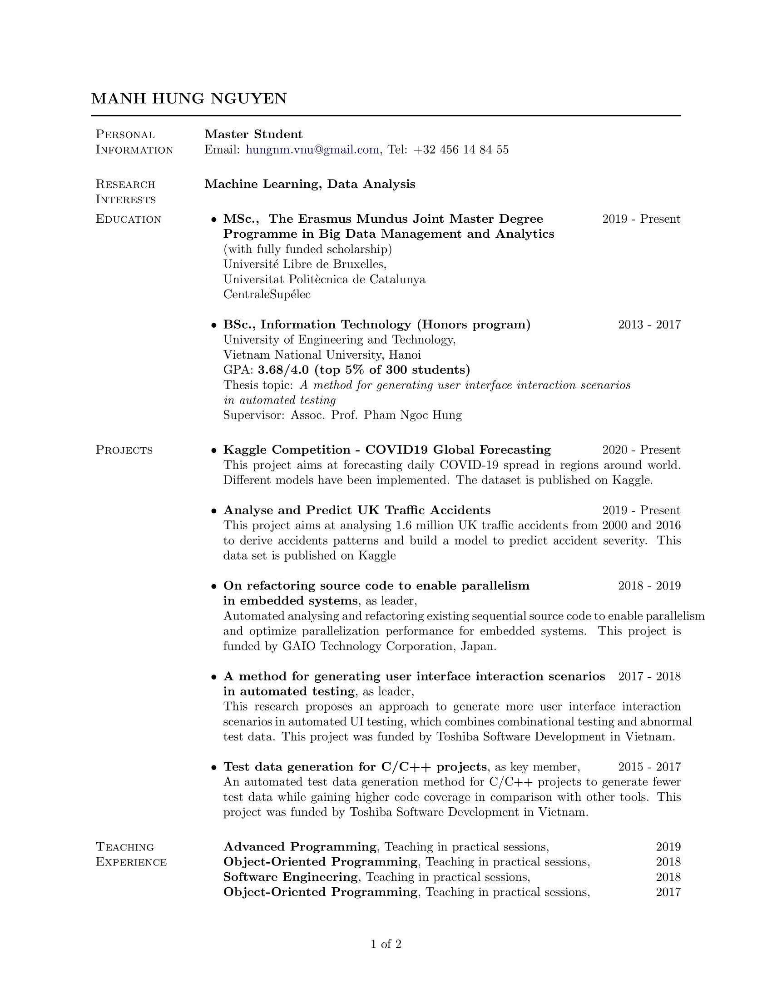 MANH HUNG NGUYEN
Personal Information
Master Student
Email: hungnm.vnu@gmail.com, Tel: +32 456 14 84 55
Research Interests
Machine Learning, Data Analysis
Education
• MSc., The Erasmus Mundus Joint Master Degree 2019 - Present
Programme in Big Data Management and Analytics
(with fully funded scholarship)
Université Libre de Bruxelles,
Universitat Politècnica de Catalunya
CentraleSupélec
• BSc., Information Technology (Honors program) 2013 - 2017
University of Engineering and Technology,
Vietnam National University, Hanoi
GPA: 3.68/4.0 (top 5% of 300 students)
Thesis topic: A method for generating user interface interaction scenarios
in automated testing
Supervisor: Assoc. Prof. Pham Ngoc Hung
Projects
• Kaggle Competition - COVID19 Global Forecasting 2020 - Present
This project aims at forecasting daily COVID-19 spread in regions around world.
Different models have been implemented. The dataset is published on Kaggle.
• Analyse and Predict UK Traffic Accidents 2019 - Present
This project aims at analysing 1.6 million UK traffic accidents from 2000 and 2016
to derive accidents patterns and build a model to predict accident severity. This
data set is published on Kaggle
• On refactoring source code to enable parallelism 2018 - 2019
in embedded systems, as leader,
Automated analysing and refactoring existing sequential source code to enable parallelism
and optimize parallelization performance for embedded systems. This project is
funded by GAIO Technology Corporation, Japan.
• A method for generating user interface interaction scenarios 2017 - 2018
in automated testing, as leader,
This research proposes an approach to generate more user interface interaction
scenarios in automated UI testing, which combines combinational testing and abnormal
test data. This project was funded by Toshiba Software Development in Vietnam.
• Test data generation for C/C++ projects, as key member, 2015 - 2017
An automated test data generation method for C/C++ projects to generate fewer
test data while gaining higher code coverage in comparison with other tools. This
project was funded by Toshiba Software Development in Vietnam.
Teaching Experience
Advanced Programming, Teaching in practical sessions, 2019
Object-Oriented Programming, Teaching in practical sessions, 2018
Software Engineering, Teaching in practical sessions, 2018
Object-Oriented Programming, Teaching in practical sessions, 2017
1 of 2